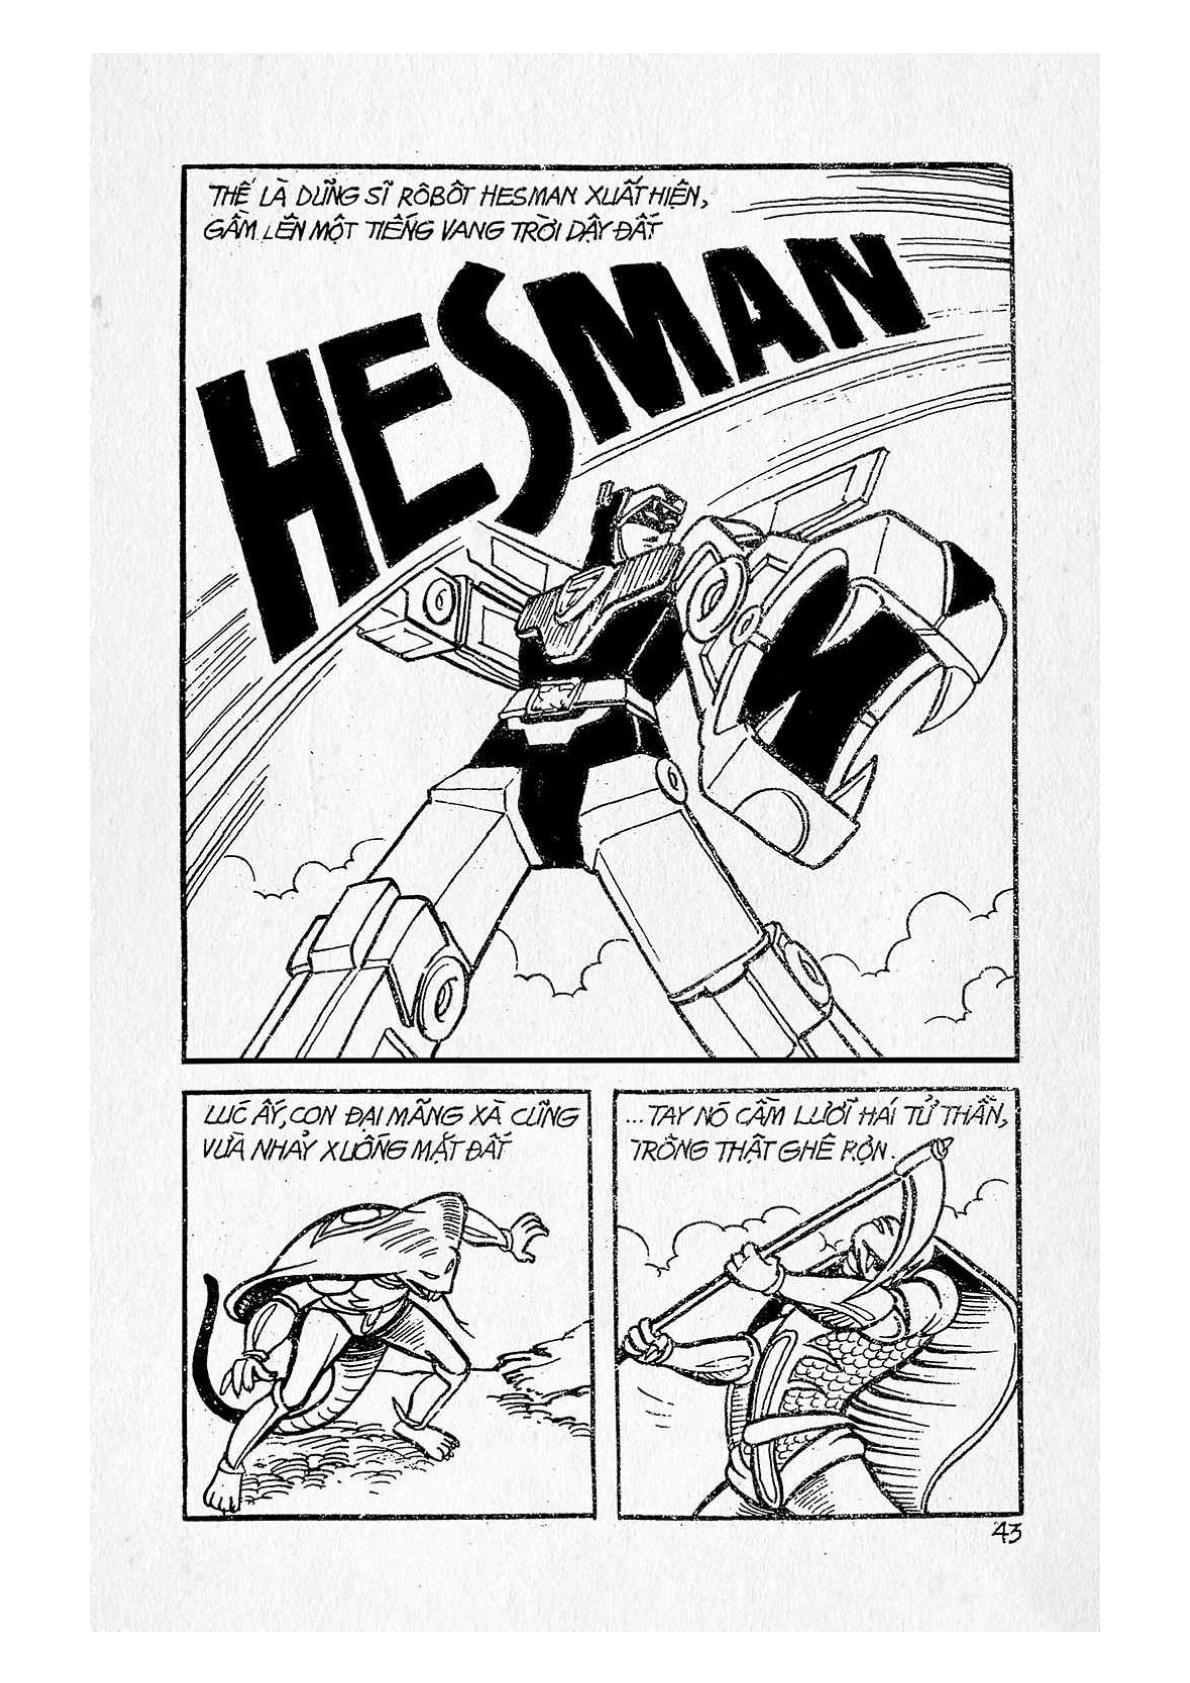 THẾ LÀ DŨNG SĨ RÔBỐT HESMAN XUẤT HIỆN,
GẦM LÊN MỘT TIẾNG VANG TRỜI DẬY ĐẤT
HESMAN
LÚC ẤY, CON ĐẠI MÃNG XÀ CŨNG
VỪA NHẢY XUỐNG MẶT ĐẤT
...TAY NÓ CẦM LƯỠI HÁI TỬ THẦN,
TRÔNG THẬT GHÊ RỢN.
43